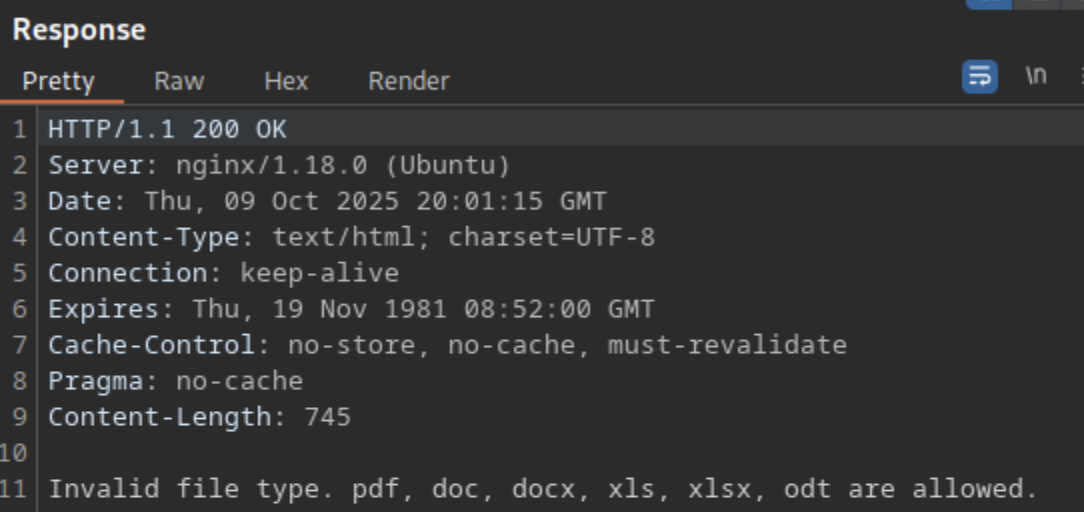 Response
Pretty Raw Hex Render \n
1 HTTP/1.1 200 OK
2 Server: nginx/1.18.0 (Ubuntu)
3 Date: Thu, 09 Oct 2025 20:01:15 GMT
4 Content-Type: text/html; charset=UTF-8
5 Connection: keep-alive
6 Expires: Thu, 19 Nov 1981 08:52:00 GMT
7 Cache-Control: no-store, no-cache, must-revalidate
8 Pragma: no-cache
9 Content-Length: 745
10
11 Invalid file type. pdf, doc, docx, xls, xlsx, odt are allowed.